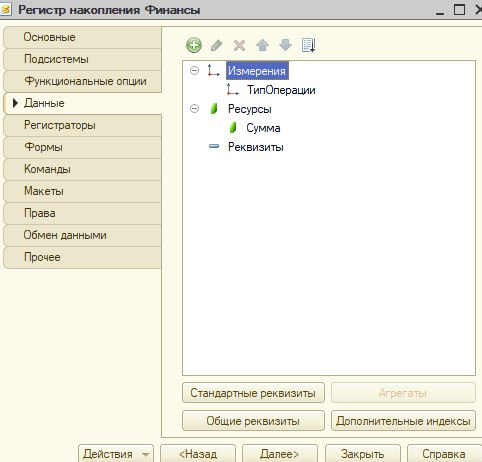 Регистр накопления Финансы
Основные
Подсистемы
Функциональные опции
Данные
Регистраторы
Формы
Команды
Макеты
Права
Обмен данными
Прочее
Измерения
ТипОперации
Ресурсы
Сумма
Реквизиты
Стандартные реквизиты
Агрегаты
Общие реквизиты
Дополнительные индексы
Действия
<Назад
Далее>
Закрыть
Справка